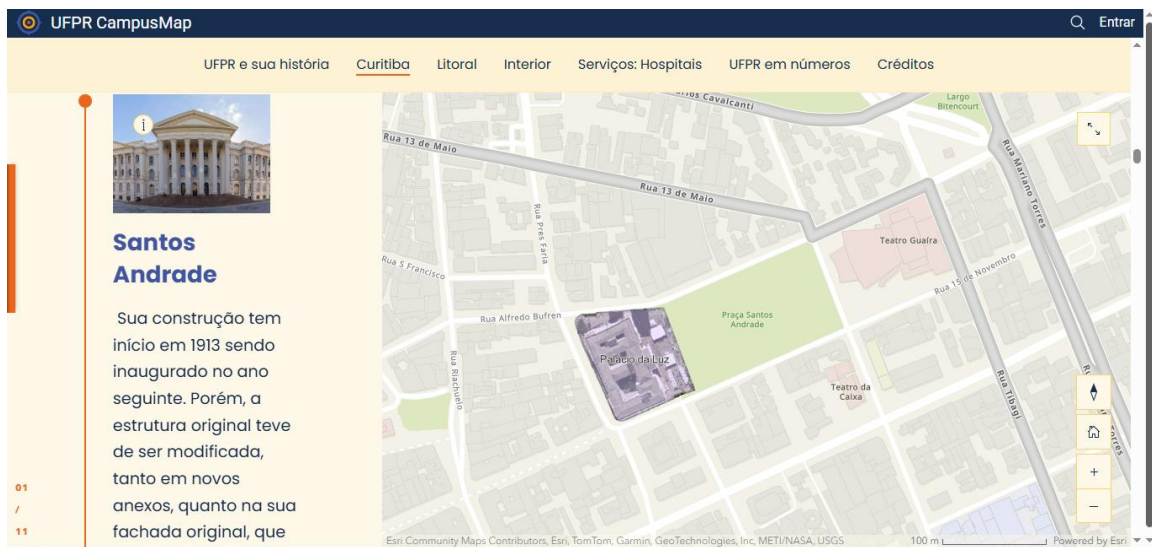 UFPR CampusMap
Entrar
UFPR e sua história
Curitiba
Litoral
Interior
Serviços: Hospitais
UFPR em números
Créditos
i
Santos
Andrade
Sua construção tem
início em 1913 sendo
inaugurado no ano
seguinte. Porém, a
estrutura original teve
de ser modificada,
tanto em novos
anexos, quanto na sua
fachada original, que
01
/
11
Cavalcanti
Largo
Bitencourt
Rua 13 de Maio
Rua 13 de Maio
Rua Mariano Torres
Rua Pres Faria
Teatro Guaíra
Rua S Francisco
Rua 15 de Novembro
Rua Alfredo Bufren
Praça Santos
Andrade
Palácio da Luz
Rua Riachuelo
Teatro da
Caixa
Rua Tibagi
Torres
+
−
Esri Community Maps Contributors, Esri, TomTom, Garmin, GeoTechnologies, Inc, METI/NASA, USGS
100 m
Powered by Esri